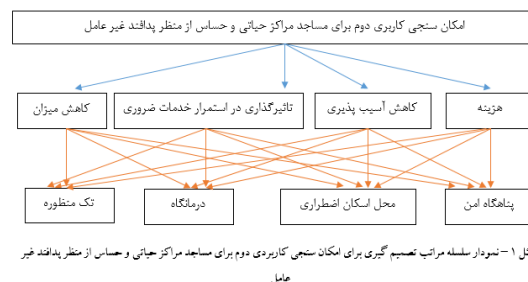 امکان سنجی کاربری دوم برای مساجد مراکز حیاتی و حساس از منظر پدافند غیر عامل
هزینه
کاهش آسیب پذیری
تاثیرگذاری در استمرار خدمات ضروری
کاهش میزان
پناهگاه امن
محل اسکان اضطراری
درمانگاه
تک منظوره
کل ۱ – نمودار سلسله مراتب تصمیم گیری برای امکان سنجی کاربردی دوم برای مساجد مراکز حیاتی و حساس از منظر پدافند غیر
عامل